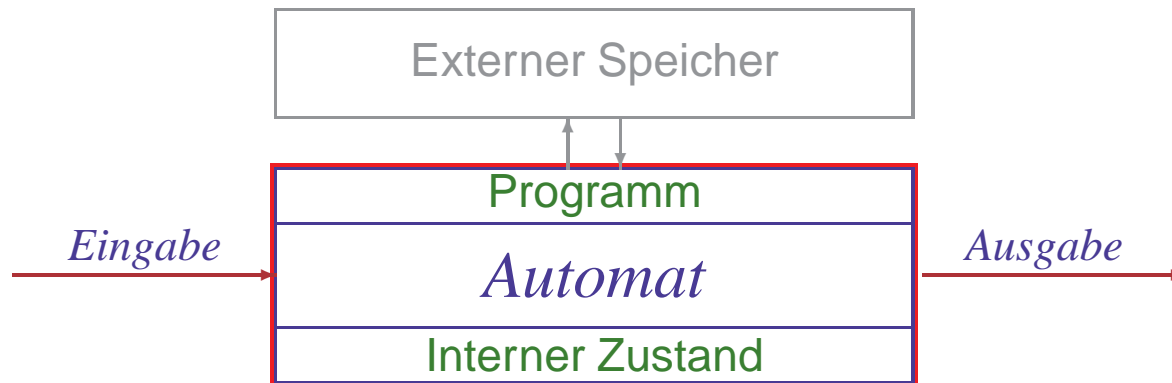 Externer Speicher
Programm
Eingabe
Automat
Ausgabe
Interner Zustand